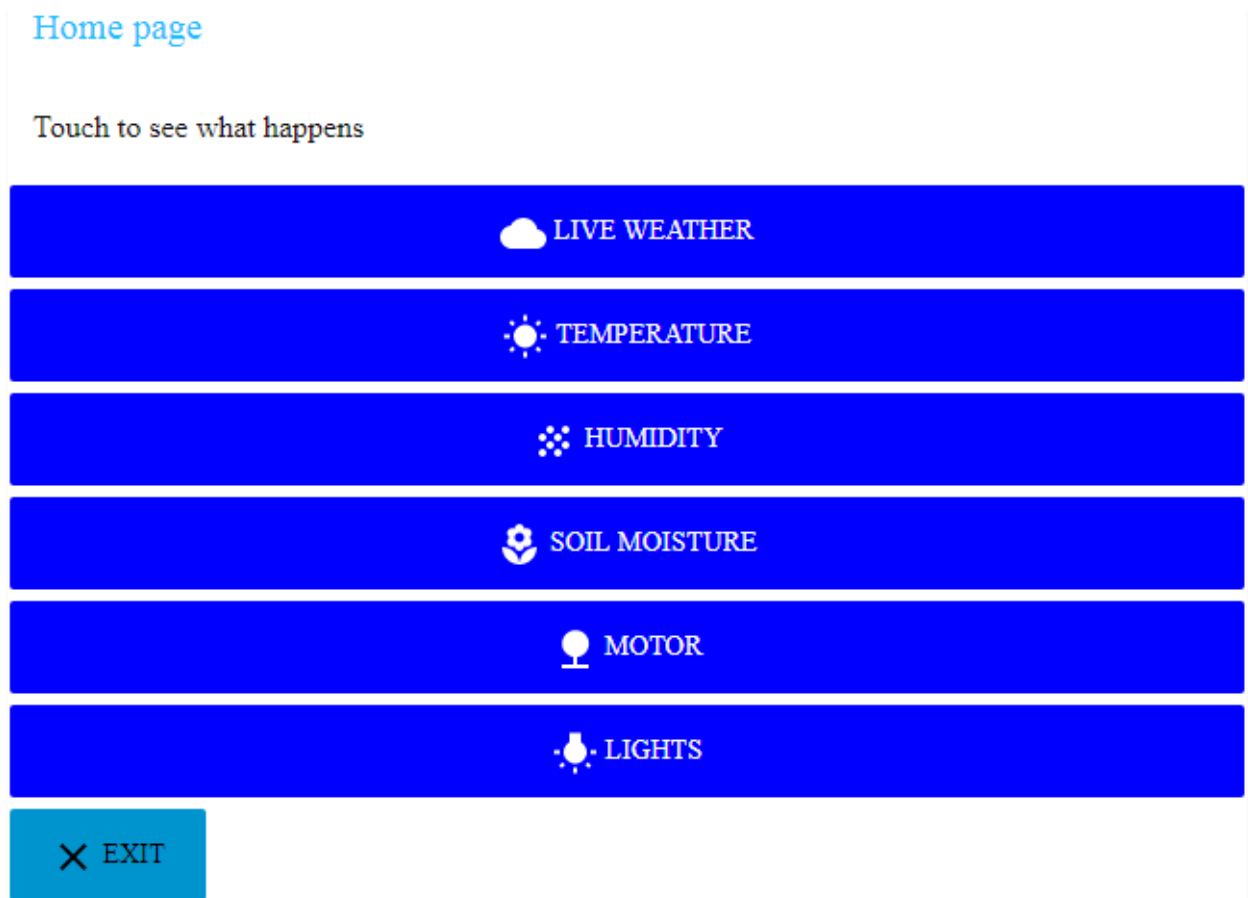 Home page
Touch to see what happens
LIVE WEATHER
TEMPERATURE
HUMIDITY
SOIL MOISTURE
MOTOR
LIGHTS
EXIT